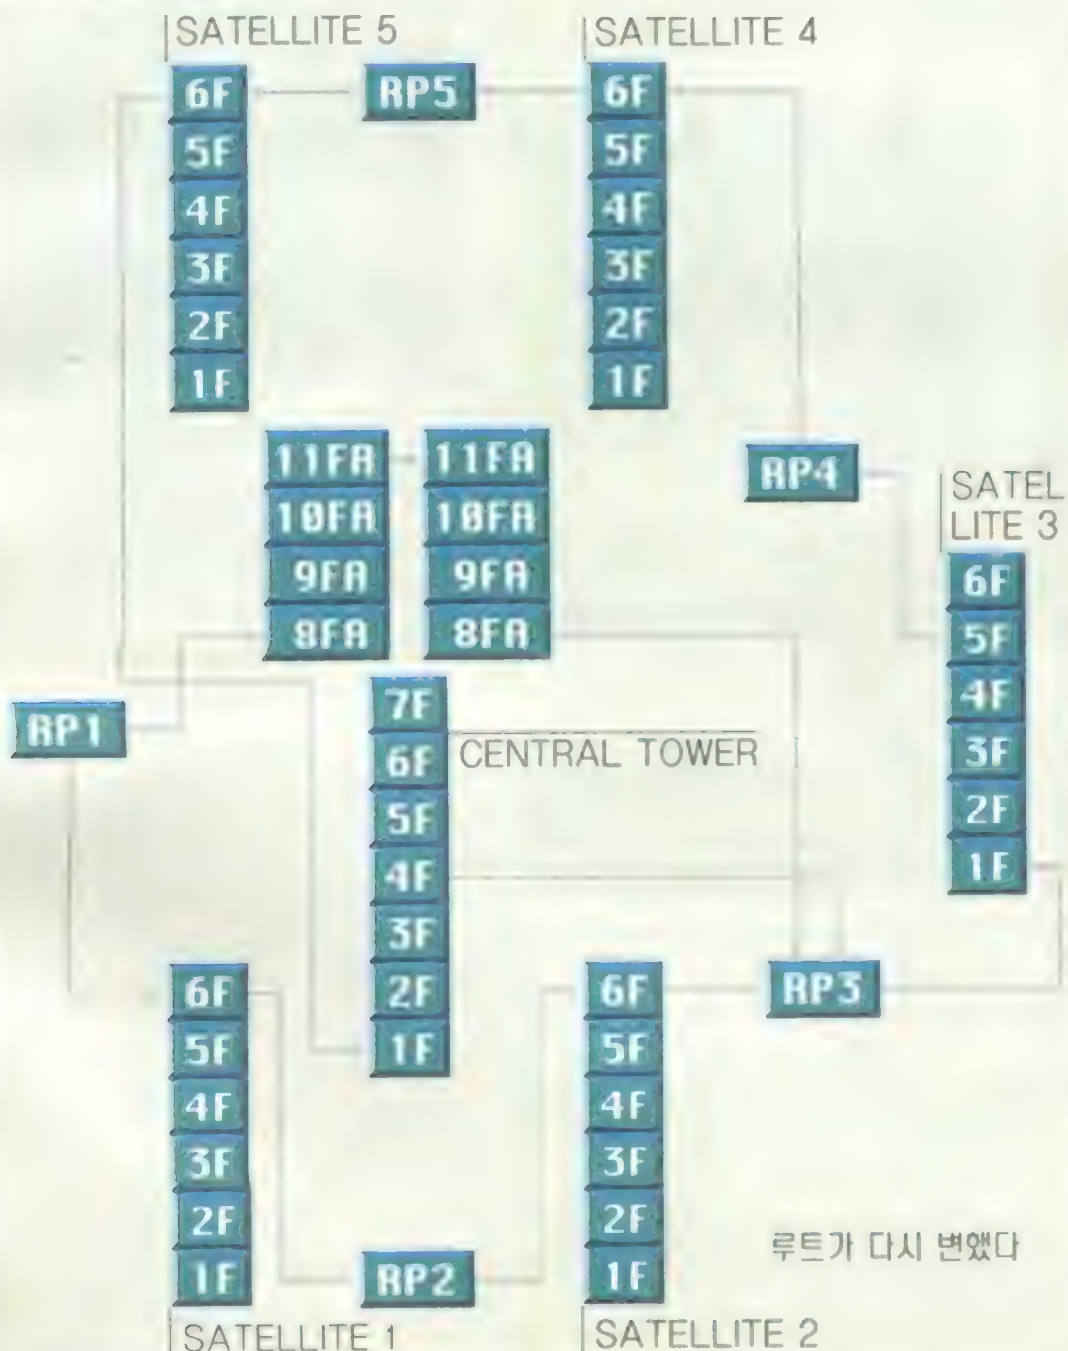 SATELLITE 5
6F
5F
4F
3F
2F
1F
RP5
SATELLITE 4
6F
5F
4F
3F
2F
1F
11FA
10FA
9FA
8FA
11FA
10FA
9FA
8FA
RP4
SATEL
LITE 3
6F
5F
4F
3F
2F
1F
RP1
7F
6F
5F
4F
3F
2F
1F
CENTRAL TOWER
6F
5F
4F
3F
2F
1F
SATELLITE 1
RP2
6F
5F
4F
3F
2F
1F
SATELLITE 2
RP3
루트가 다시 변했다